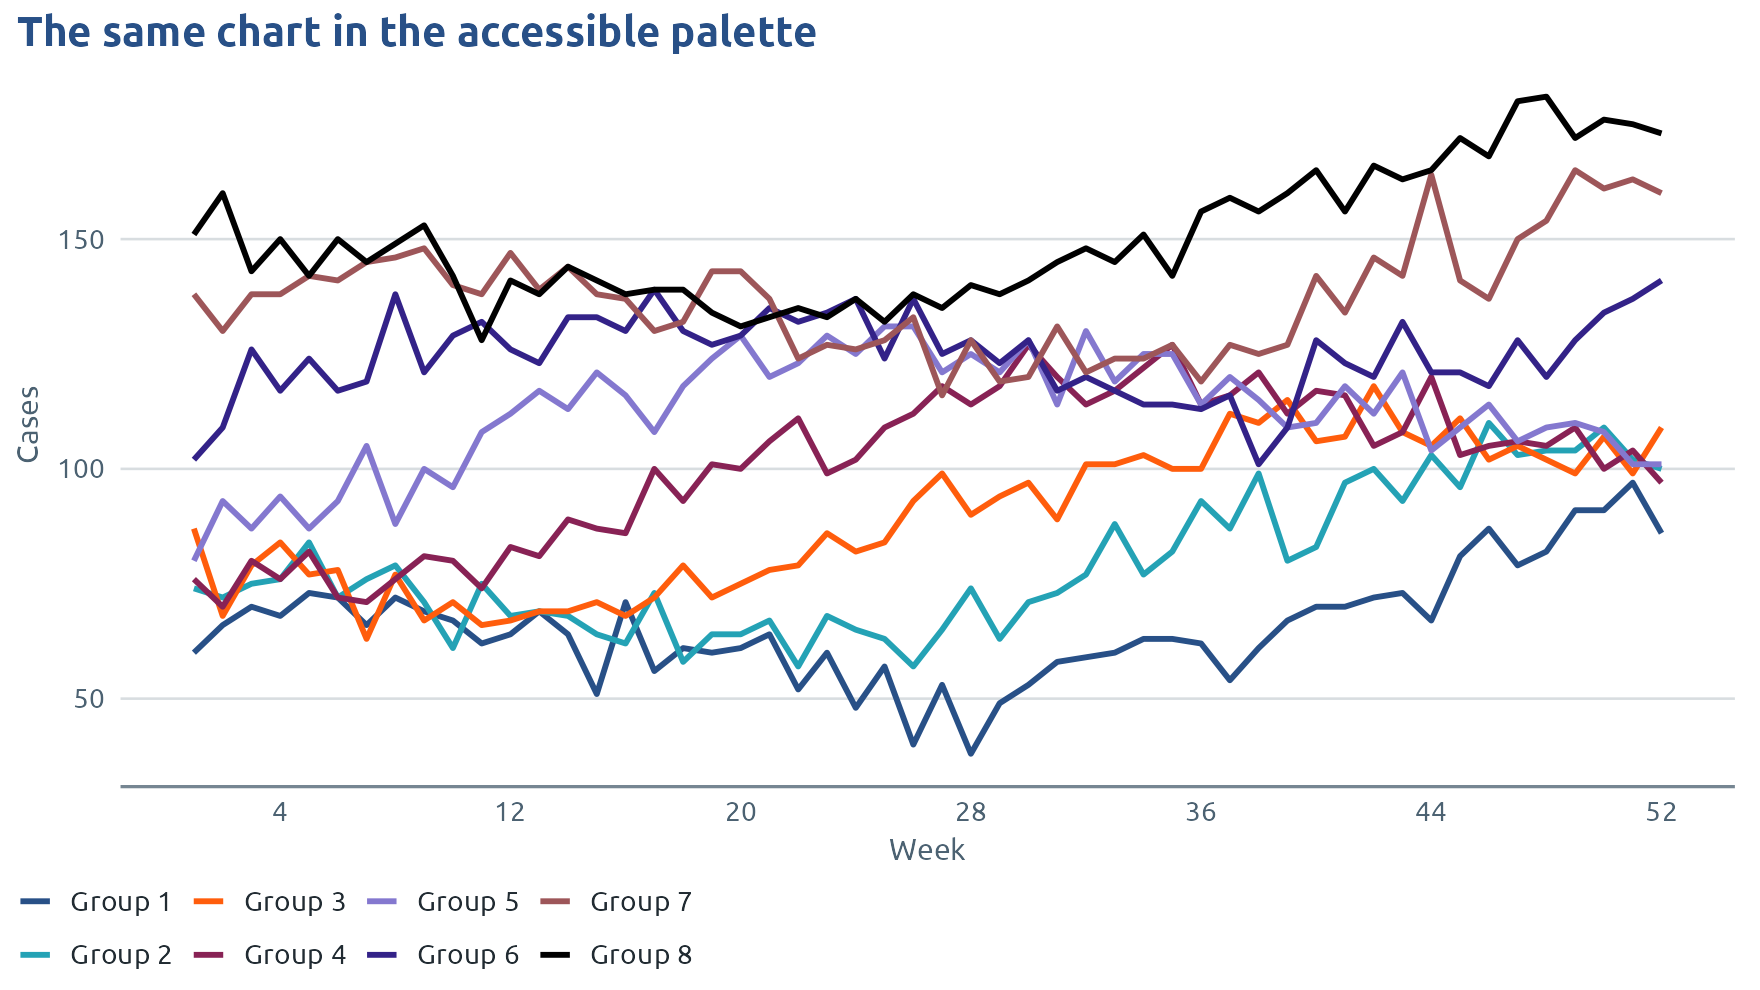 The same chart in the accessible palette
150
100
50
Cases
4 12 20 28 36 44 52
Week
Group 1 Group 3 Group 5 Group 7
Group 2 Group 4 Group 6 Group 8